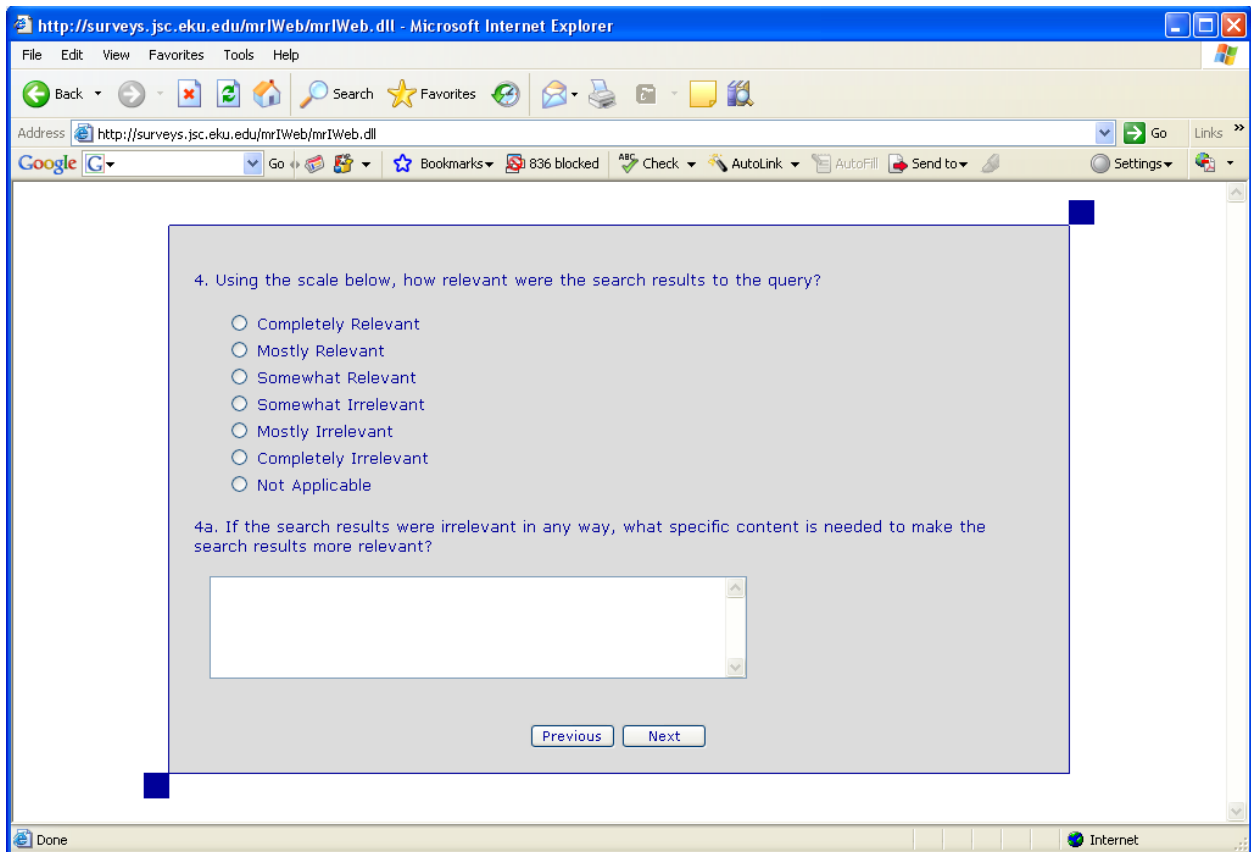 http://surveys.jsc.eku.edu/mrIWeb/mrIWeb.dll - Microsoft Internet Explorer
File Edit View Favorites Tools Help
Back Search Favorites
Address http://surveys.jsc.eku.edu/mrIWeb/mrIWeb.dll Go Links »
Google G Go Bookmarks 836 blocked ABC Check AutoLink AutoFill Send to Settings
4. Using the scale below, how relevant were the search results to the query?
Completely Relevant
Mostly Relevant
Somewhat Relevant
Somewhat Irrelevant
Mostly Irrelevant
Completely Irrelevant
Not Applicable
4a. If the search results were irrelevant in any way, what specific content is needed to make the
search results more relevant?
Previous Next
Done Internet